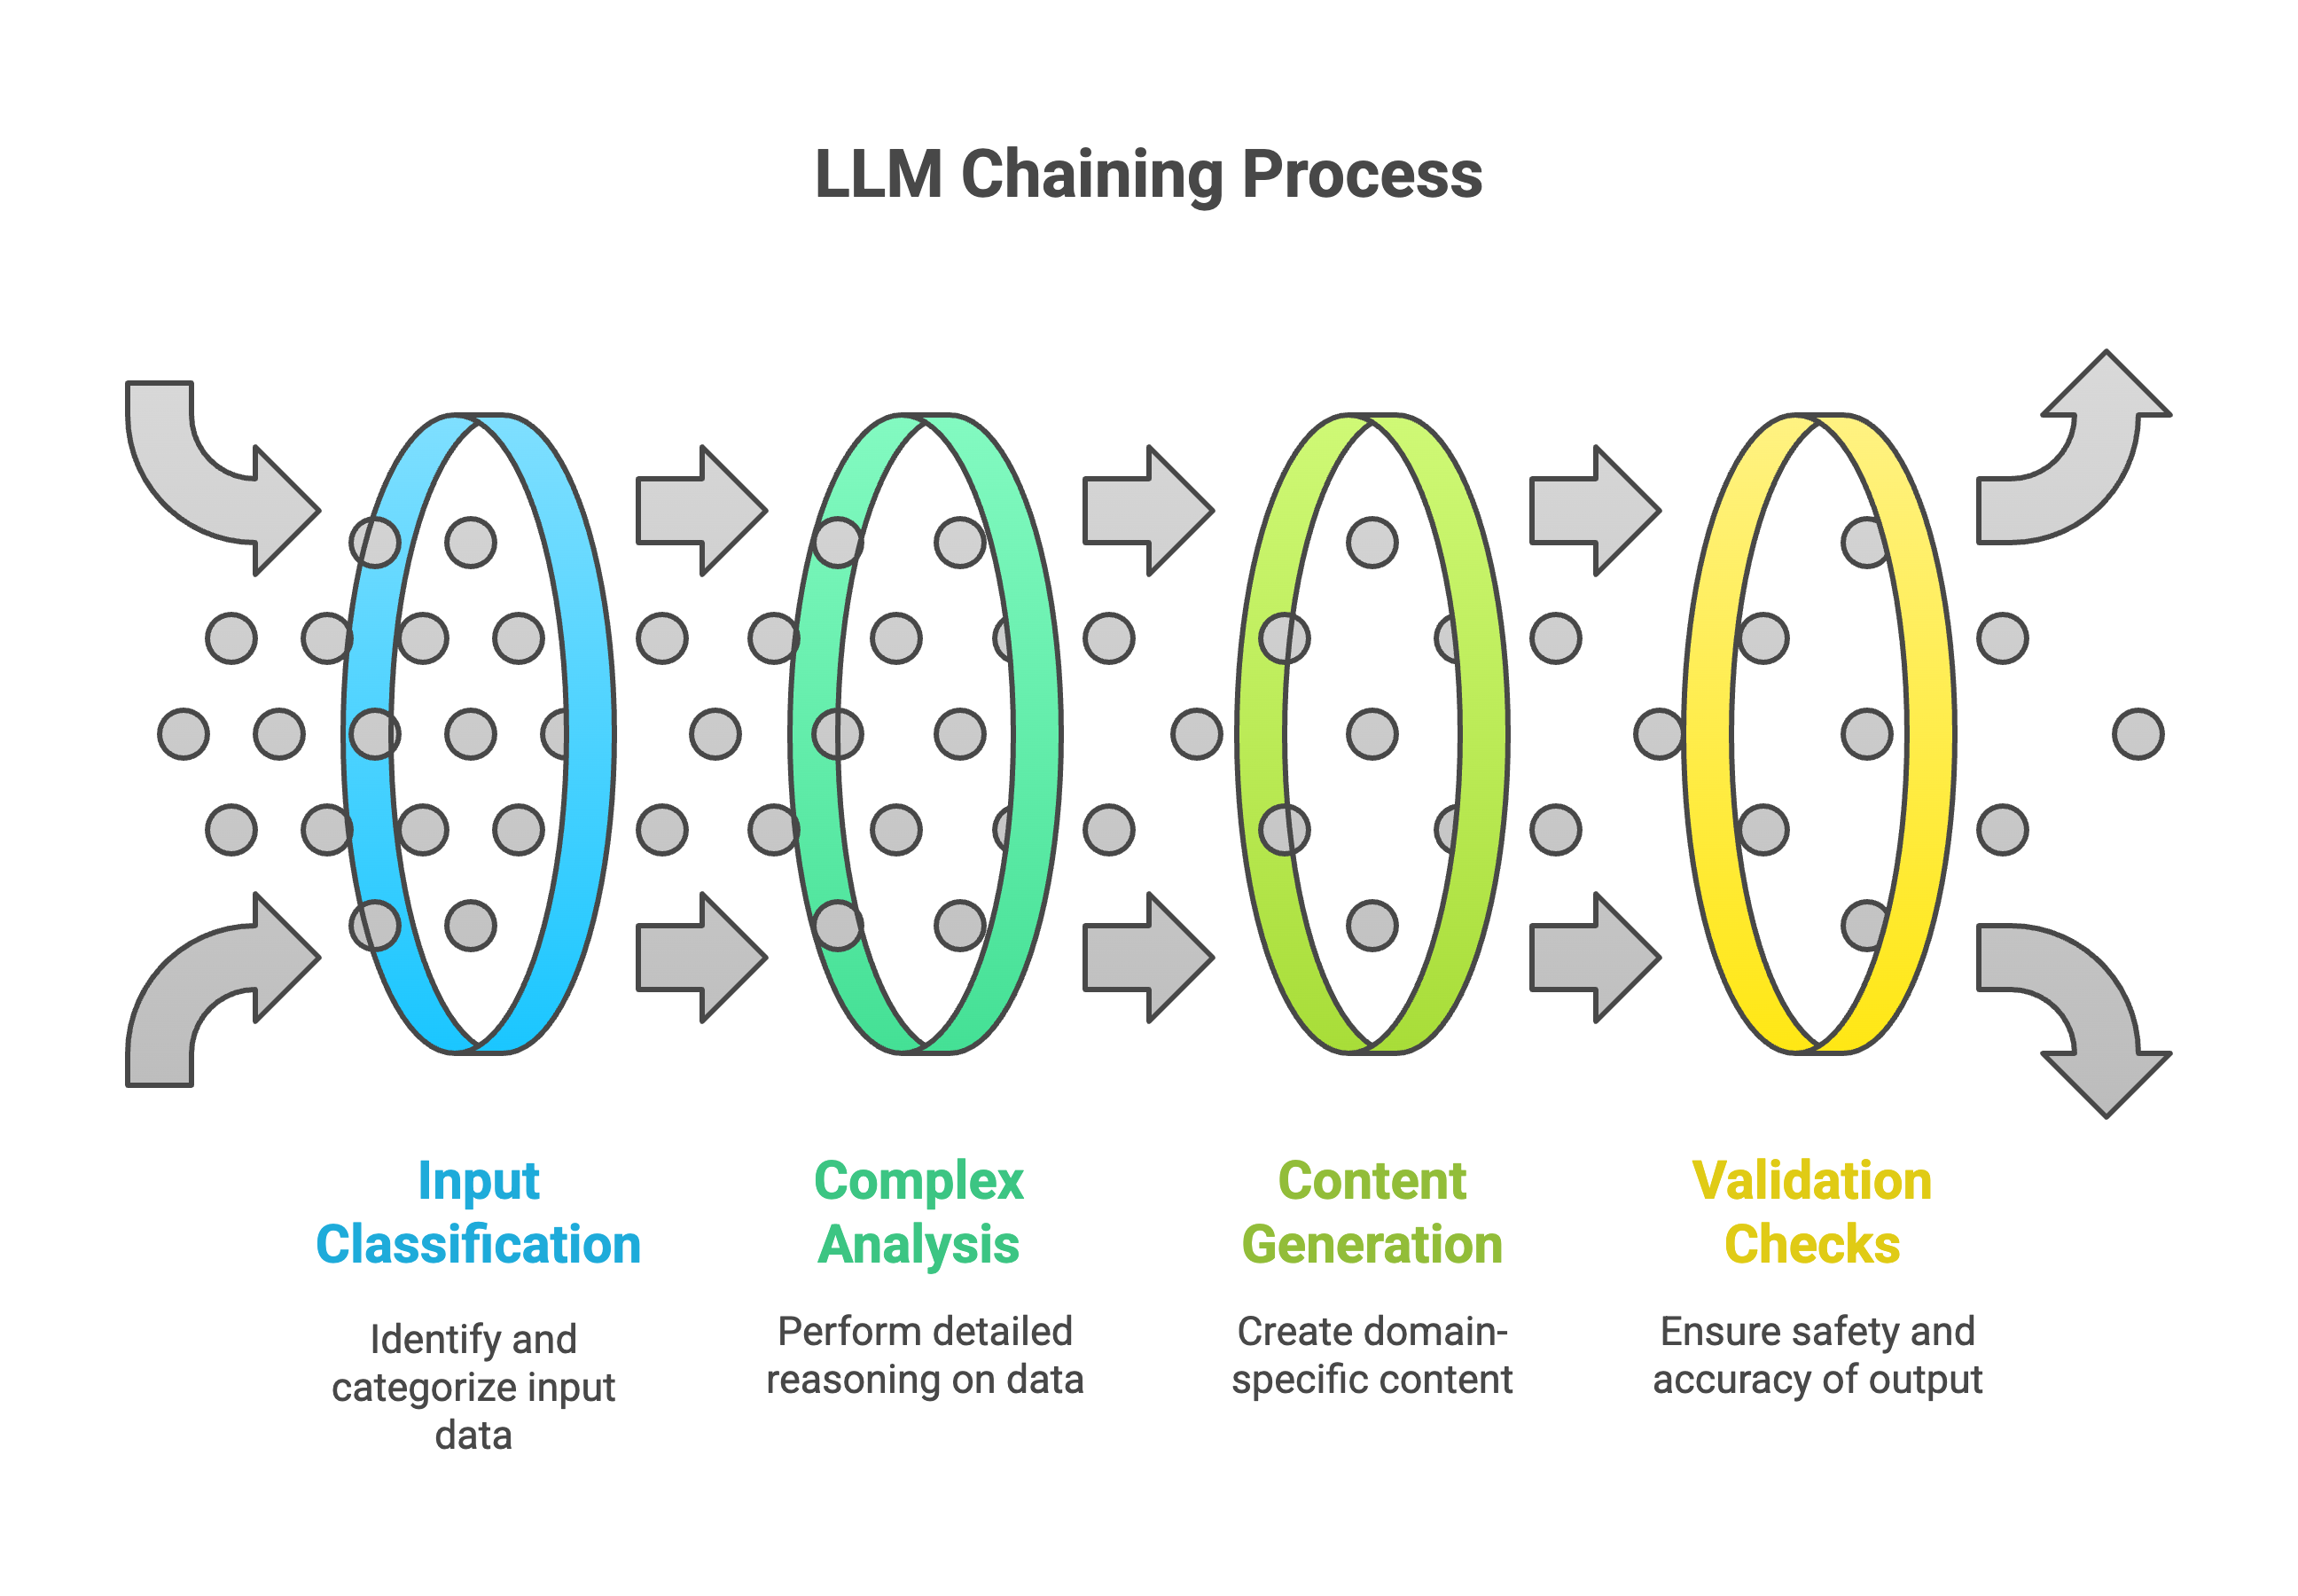 LLM Chaining Process
Input
Classification
Identify and
categorize input
data
Complex
Analysis
Perform detailed
reasoning on data
Content
Generation
Create domain-
specific content
Validation
Checks
Ensure safety and
accuracy of output